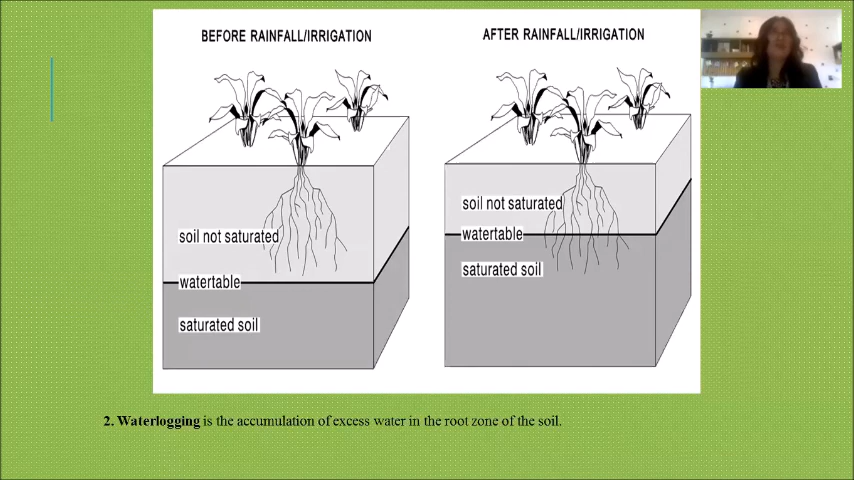 BEFORE RAINFALL/IRRIGATION
soil not saturated
watertable
saturated soil
AFTER RAINFALL/IRRIGATION
soil not saturated
watertable
saturated soil
2. Waterlogging is the accumulation of excess water in the root zone of the soil.